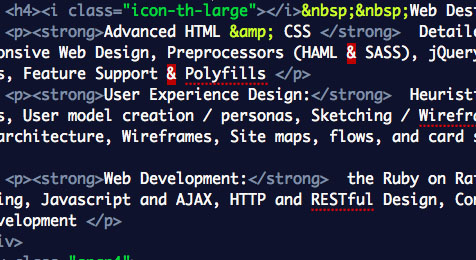 <h4><i class="icon-th-large"></i>&nbsp;&nbsp;Web Des
<p><strong>Advanced HTML &amp; CSS </strong> Detail
onsive Web Design, Preprocessors (HAML & SASS), jQuery
s, Feature Support & Polyfills </p>
<p><strong>User Experience Design:</strong> Heurist
s, User model creation / personas, Sketching / Wirefr
architecture, Wireframes, Site maps, flows, and card s
<p><strong>Web Development:</strong> the Ruby on Ra
ing, Javascript and AJAX, HTTP and RESTful Design, Co
velopment </p>
iv>